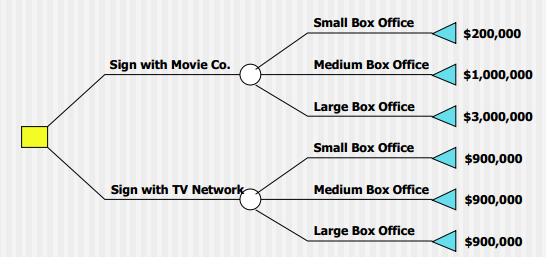 Small Box Office
$200,000
Sign with Movie Co.
Medium Box Office
$1,000,000
Large Box Office
$3,000,000
Small Box Office
$900,000
Sign with TV Network
Medium Box Office
$900,000
Large Box Office
$900,000